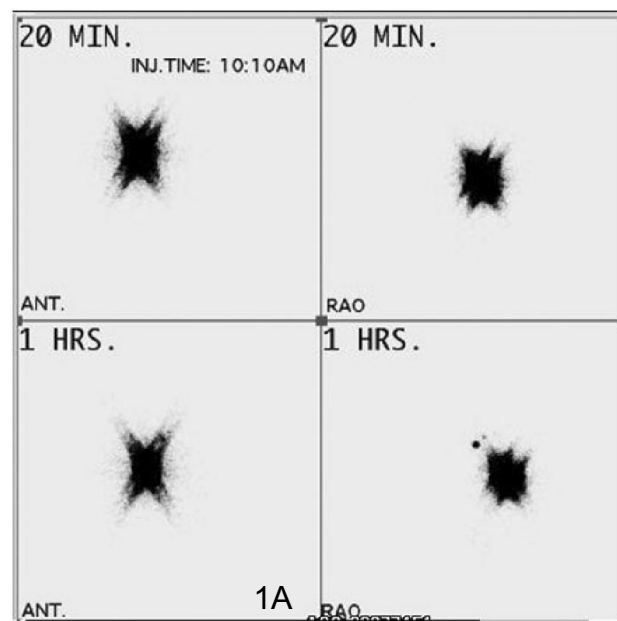 20 MIN.
INJ.TIME: 10:10AM
ANT.
20 MIN.
RAO
1 HRS.
ANT.
1 HRS.
RAO
1A